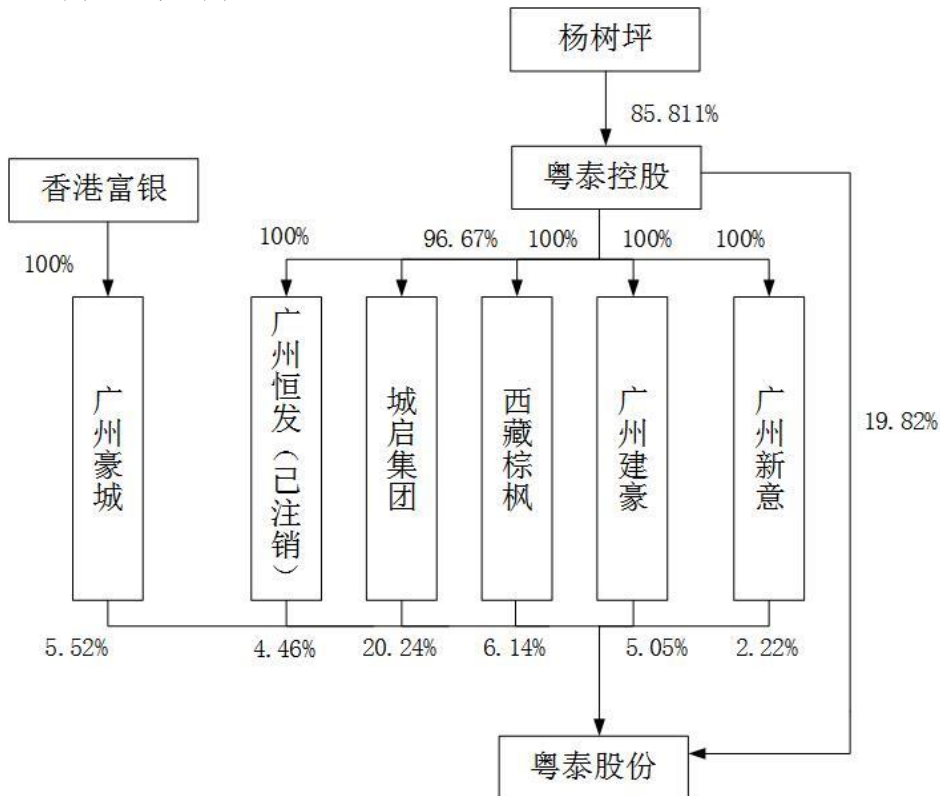 杨树坪
85.811%
香港富银
粤泰控股
100%
100%
96.67%
100%
100%
100%
广州豪城
广州恒发（已注销）
城启集团
西藏棕枫
广州建豪
广州新意
19.82%
5.52%
4.46%
20.24%
6.14%
5.05%
2.22%
粤泰股份